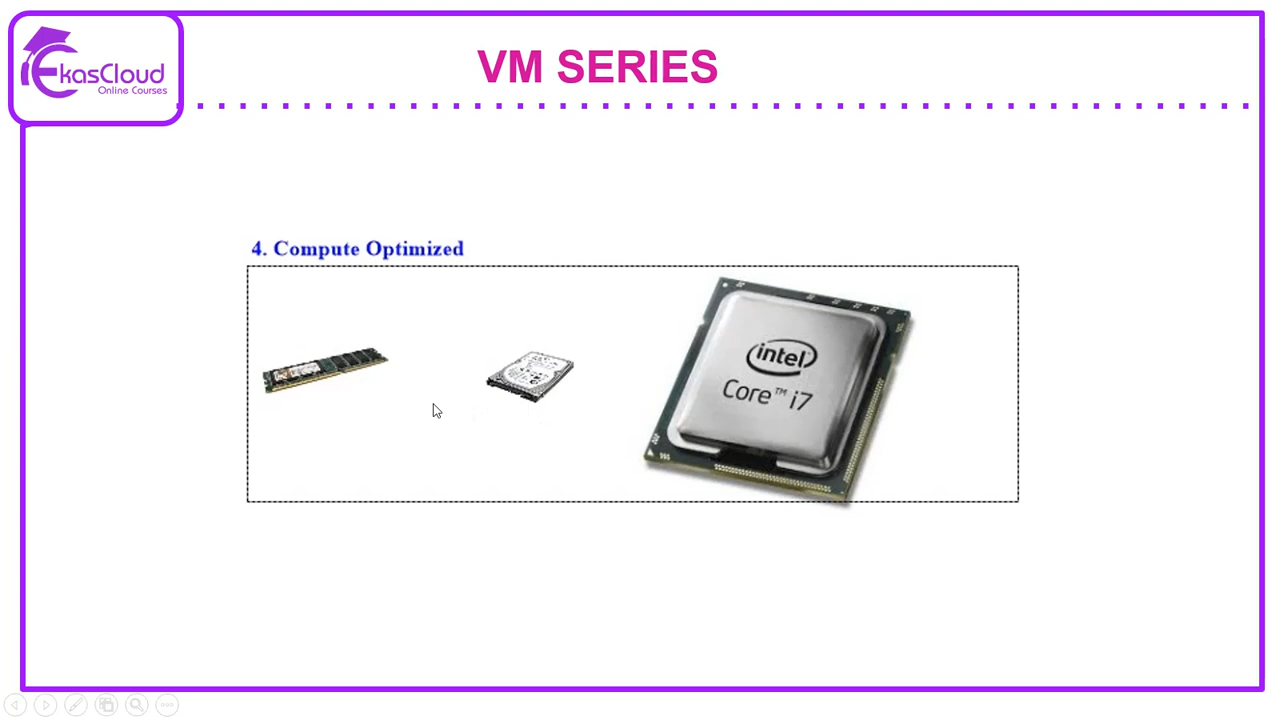 VM SERIES
EkasCloud
Online Courses
4. Compute Optimized
intel
Core™ i7